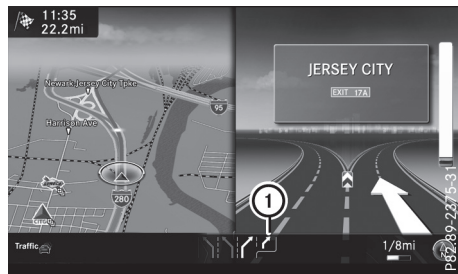 11:35
22.2mi
Newark-Jersey City Tpke
Harrison Ave
95
280
JERSEY CITY
EXIT 17A
1
Traffic
1/8mi
P82.89-2375-31